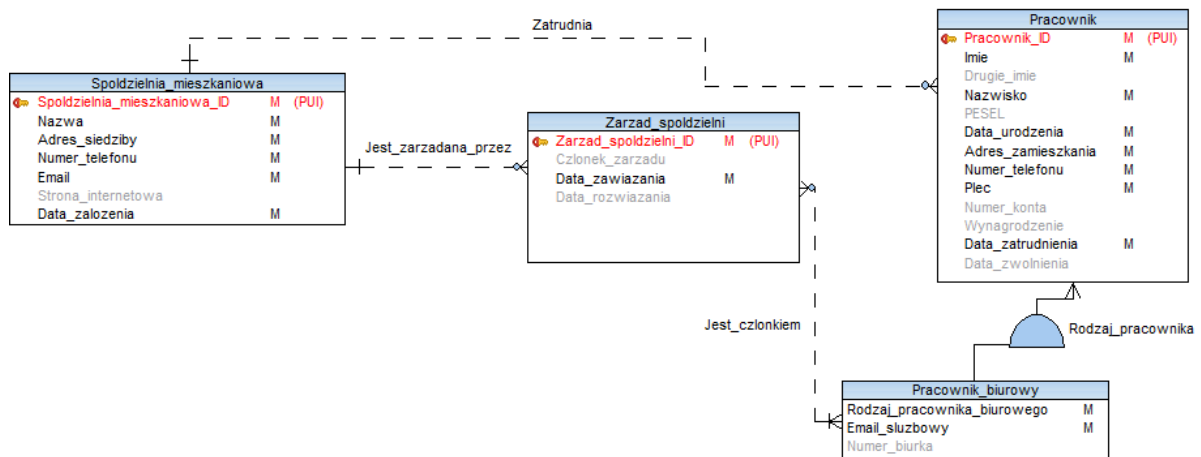 Zatrudnia
Spoldzielnia_mieszkaniowa
Spoldzielnia_mieszkaniowa_ID M (PUI)
Nazwa M
Adres_siedziby M
Numer_telefonu M
Email M
Strona_internetowa
Data_zalozenia M
Jest_zarzadana_przez
Zarzad_spoldzielni
Zarzad_spoldzielni_ID M (PUI)
Czlonek_zarzadu
Data_zawiazania M
Data_rozwiazania
Pracownik
Pracownik_ID M (PUI)
Imie M
Drugie_imie
Nazwisko M
PESEL
Data_urodzenia M
Adres_zamieszkania M
Numer_telefonu M
Plec M
Numer_konta
Wynagrodzenie
Data_zatrudnienia M
Data_zwolnienia
Jest_czlonkiem
Rodzaj_pracownika
Pracownik_biurowy
Rodzaj_pracownika_biurowego M
Email_sluzbowy M
Numer_biurka